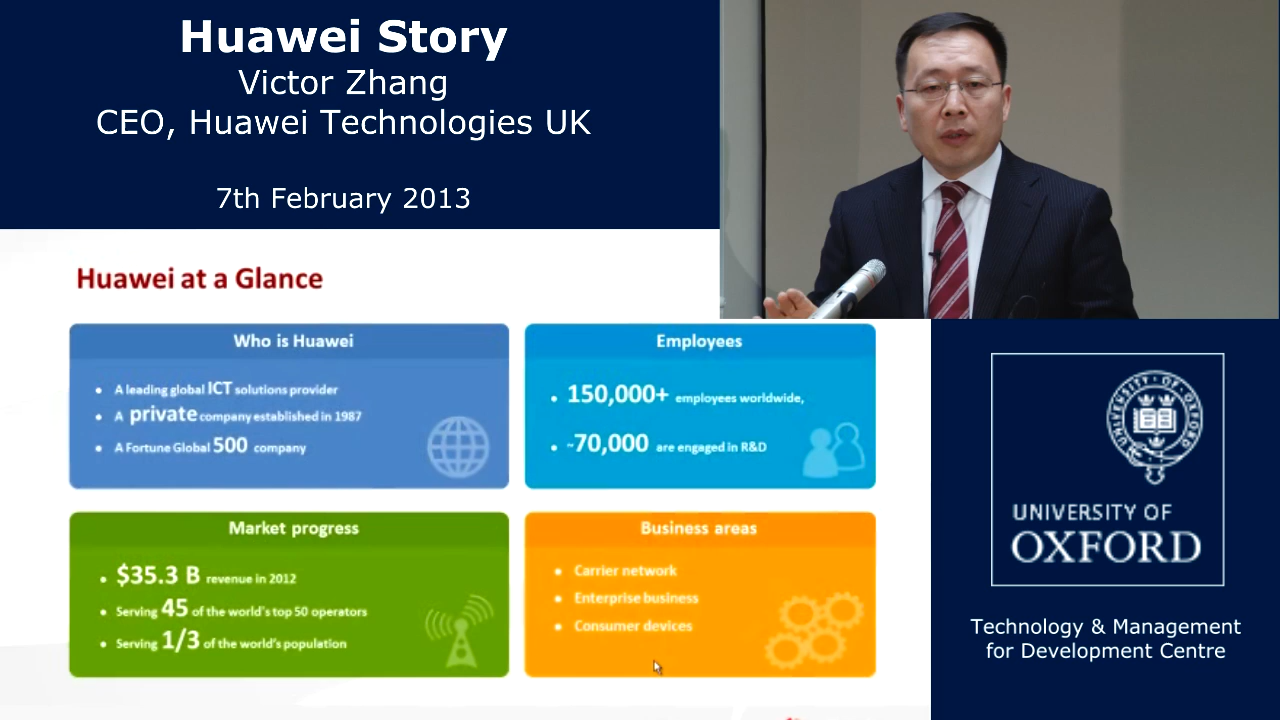 Huawei Story
Victor Zhang
CEO, Huawei Technologies UK
7th February 2013
Huawei at a Glance
Who is Huawei
• A leading global ICT solutions provider
• A private company established in 1987
• A Fortune Global 500 company
Employees
• 150,000+ employees worldwide,
• ~70,000 are engaged in R&D
Market progress
• $35.3 B revenue in 2012
• Serving 45 of the world's top 50 operators
• Serving 1/3 of the world's population
Business areas
• Carrier network
• Enterprise business
• Consumer devices
UNIVERSITY · OF · OXFORD
UNIVERSITY OF
OXFORD
Technology & Management
for Development Centre